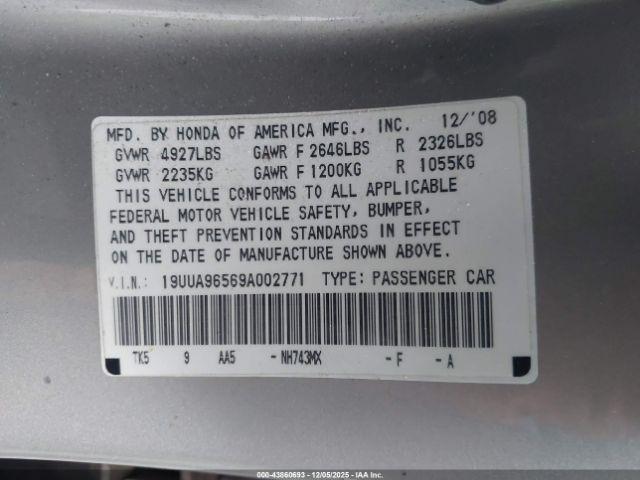 MFD. BY HONDA OF AMERICA MFG., INC. 12/'08
GVWR 4927LBS GAWR F 2646LBS R 2326LBS
GVWR 2235KG GAWR F 1200KG R 1055KG
THIS VEHICLE CONFORMS TO ALL APPLICABLE
FEDERAL MOTOR VEHICLE SAFETY, BUMPER,
AND THEFT PREVENTION STANDARDS IN EFFECT
ON THE DATE OF MANUFACTURE SHOWN ABOVE.
V.I.N.: 19UUA96569A002771 TYPE: PASSENGER CAR
TK5 9 AA5 -NH743MX -F -A
000-43860693 - 12/05/2025 - IAA Inc.